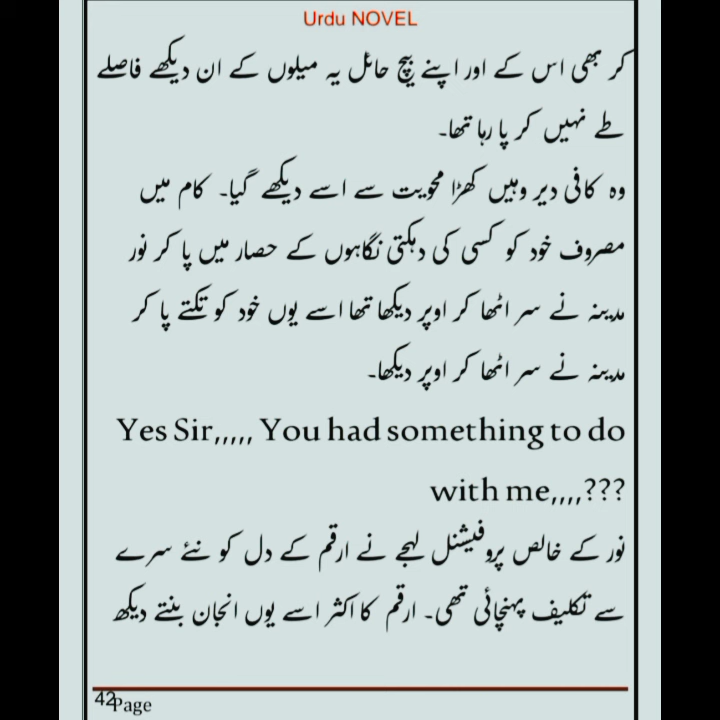 Urdu NOVEL
کر بھی اس کے اور اپنے بیچ حائل یہ میلوں کے ان دیکھے فاصلے
طے نہیں کر پا رہا تھا۔
وہ کافی دیر وہیں کھڑا محویت سے اسے دیکھے گیا۔ کام میں
مصروف خود کو کسی کی دہکتی نگاہوں کے حصار میں پا کر نور
مدینہ نے سر اٹھا کر اوپر دیکھا تھا اسے یوں خود کو تکتے پا کر
مدینہ نے سر اٹھا کر اوپر دیکھا۔
Yes Sir,,,,, You had something to do
with me,,,,???
نور کے خالص پروفیشنل لہجے نے ارقم کے دل کو نئے سرے
سے تکلیف پہنچائی تھی۔ ارقم کا اکثر اسے یوں انجان بنتے دیکھ
42Page